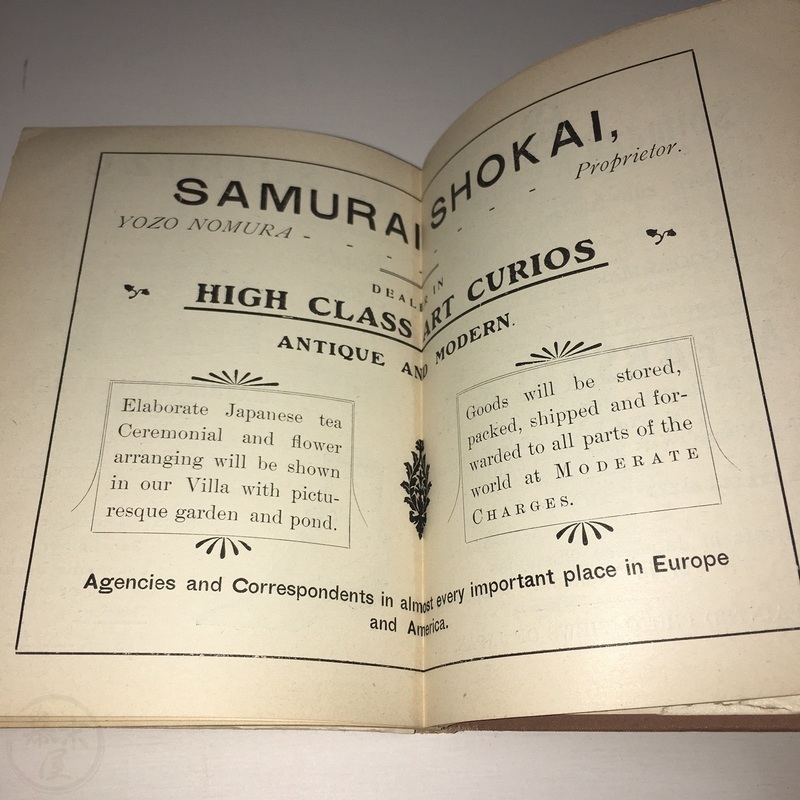 SAMURAI SHOKAI,
YOZO NOMURA - - - - - - - Proprietor.
DEALER IN
HIGH CLASS ART CURIOS
ANTIQUE AND MODERN.
Elaborate Japanese tea
Ceremonial and flower
arranging will be shown
in our Villa with pictu-
resque garden and pond.
Goods will be stored,
packed, shipped and for-
warded to all parts of the
world at MODERATE
CHARGES.
Agencies and Correspondents in almost every important place in Europe
and America.